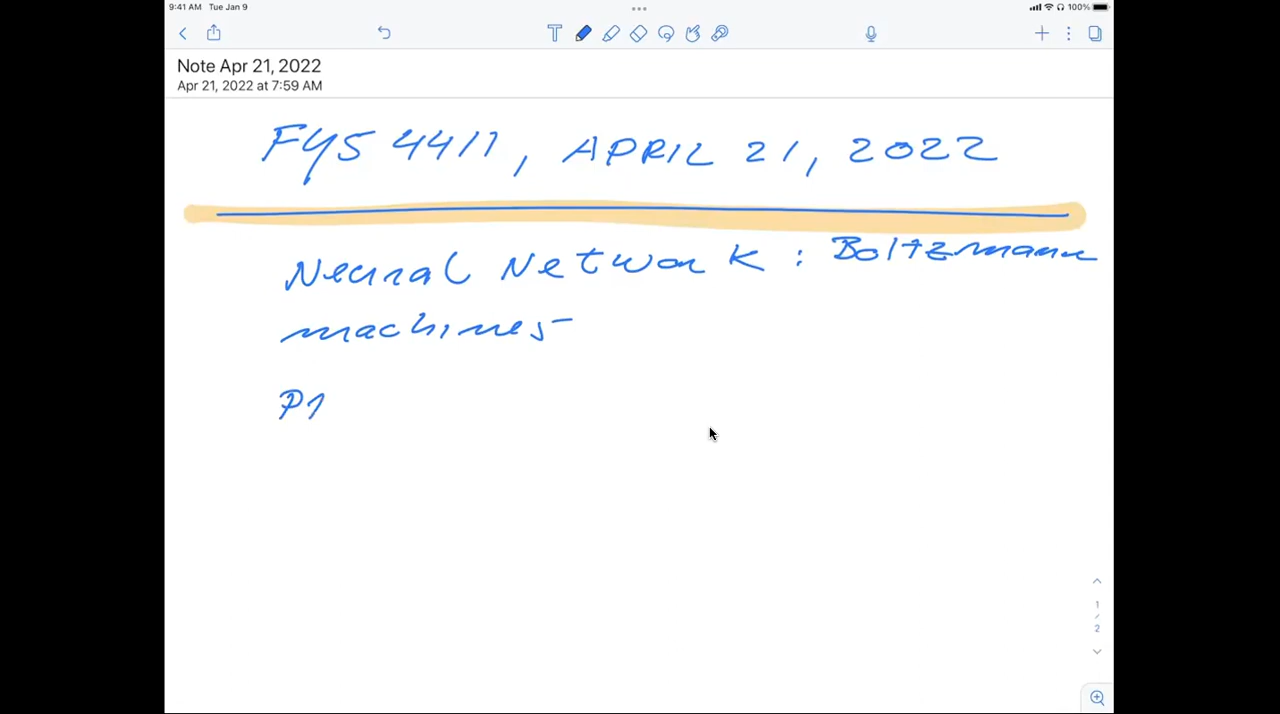 9:41 AM Tue Jan 9 100%
Note Apr 21, 2022
Apr 21, 2022 at 7:59 AM
FYS 4411, APRIL 21, 2022
Neural Network : Boltzmann
machines
P1
1
/
2